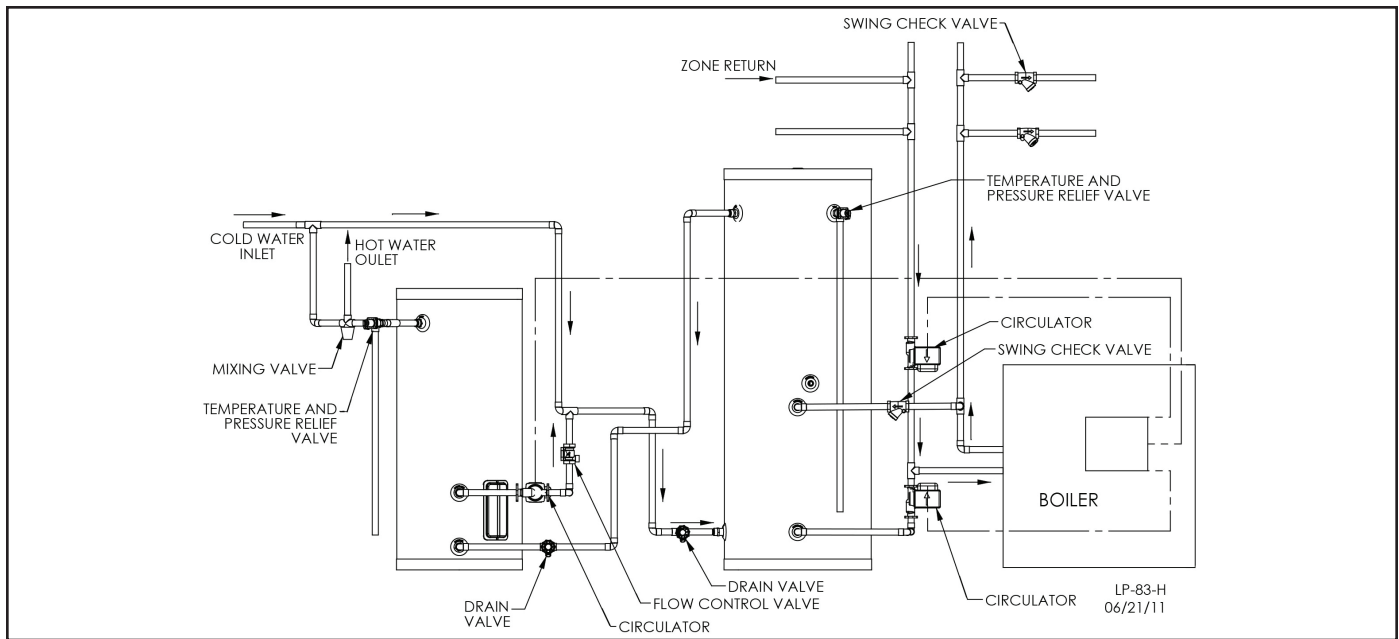 SWING CHECK VALVE
ZONE RETURN
TEMPERATURE AND
PRESSURE RELIEF VALVE
COLD WATER
INLET
HOT WATER
OULET
CIRCULATOR
SWING CHECK VALVE
MIXING VALVE
TEMPERATURE AND
PRESSURE RELIEF
VALVE
BOILER
DRAIN VALVE
FLOW CONTROL VALVE
DRAIN
VALVE
CIRCULATOR
CIRCULATOR
LP-83-H
06/21/11